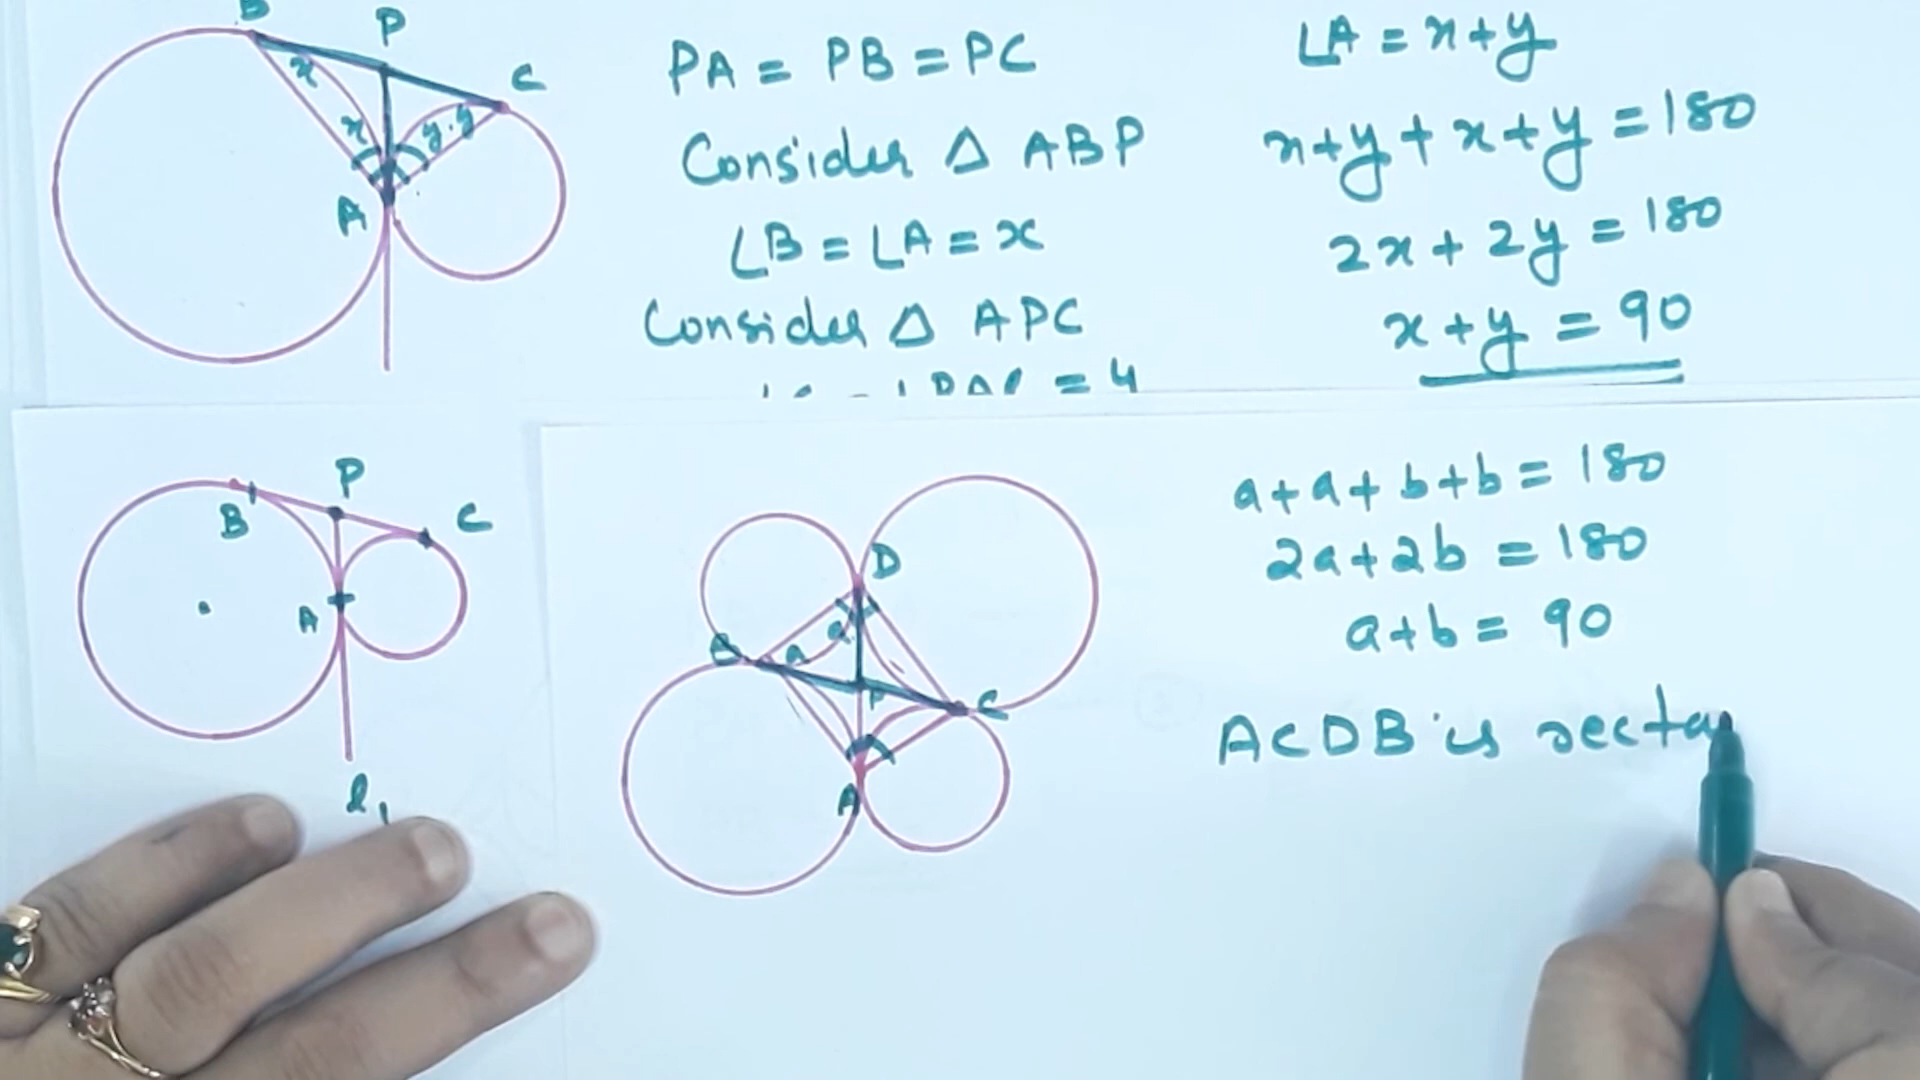 B
P
C
x
x
y
y
A
PA = PB = PC
Consider △ ABP
∠B = ∠A = x
Consider △ APC
∠A = x+y
x+y+x+y = 180
2x + 2y = 180
x+y = 90
P
B
C
A
l₁
D
a
a
P
C
A
a+a+b+b = 180
2a+2b = 180
a+b = 90
ACDB is recta